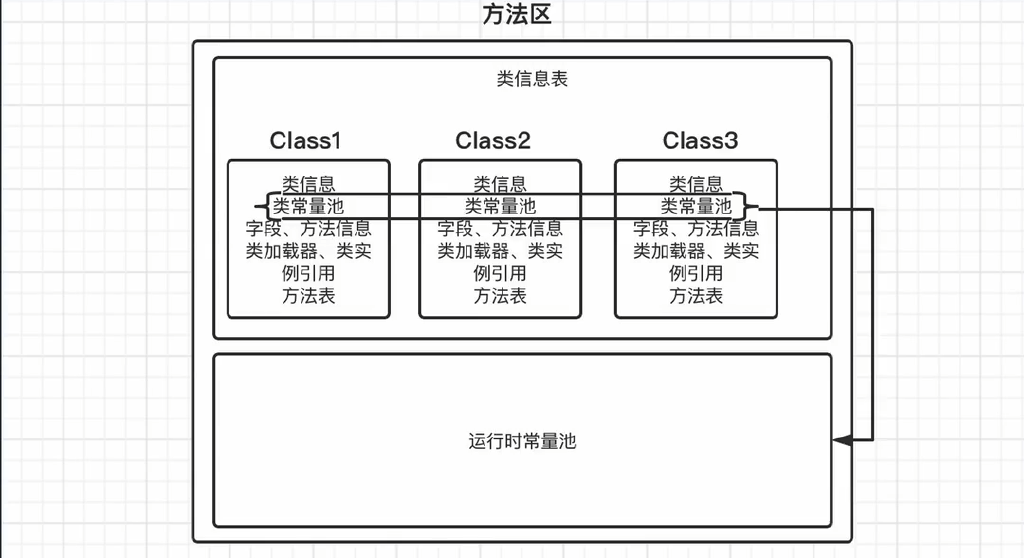 方法区
类信息表
Class1
类信息
类常量池
字段、方法信息
类加载器、类实
例引用
方法表
Class2
类信息
类常量池
字段、方法信息
类加载器、类实
例引用
方法表
Class3
类信息
类常量池
字段、方法信息
类加载器、类实
例引用
方法表
运行时常量池